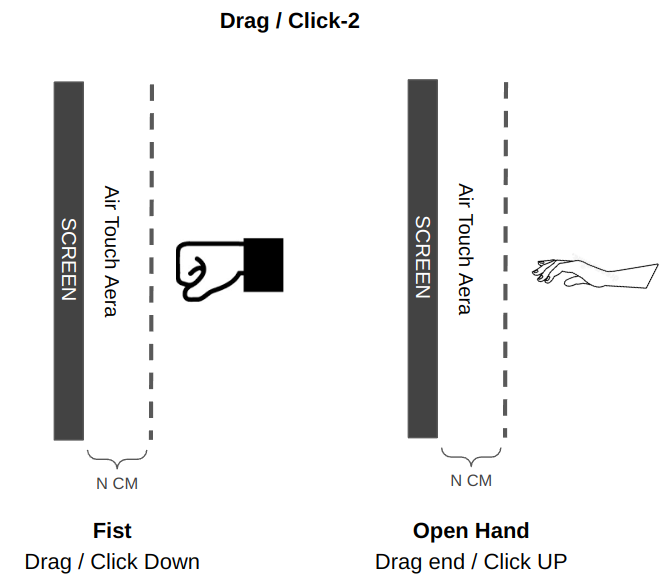 Drag / Click-2
SCREEN
Air Touch Aera
N CM
Fist
Drag / Click Down
SCREEN
Air Touch Aera
N CM
Open Hand
Drag end / Click UP